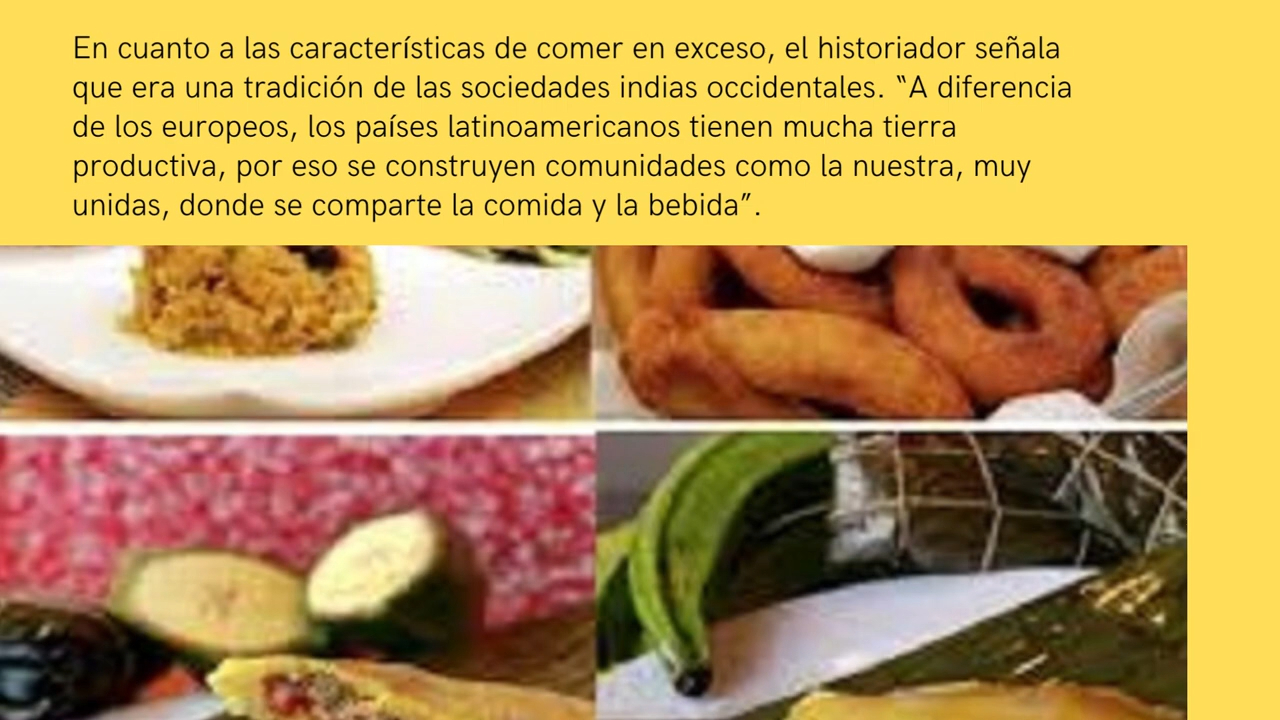 En cuanto a las características de comer en exceso, el historiador señala
que era una tradición de las sociedades indias occidentales. “A diferencia
de los europeos, los países latinoamericanos tienen mucha tierra
productiva, por eso se construyen comunidades como la nuestra, muy
unidas, donde se comparte la comida y la bebida”.